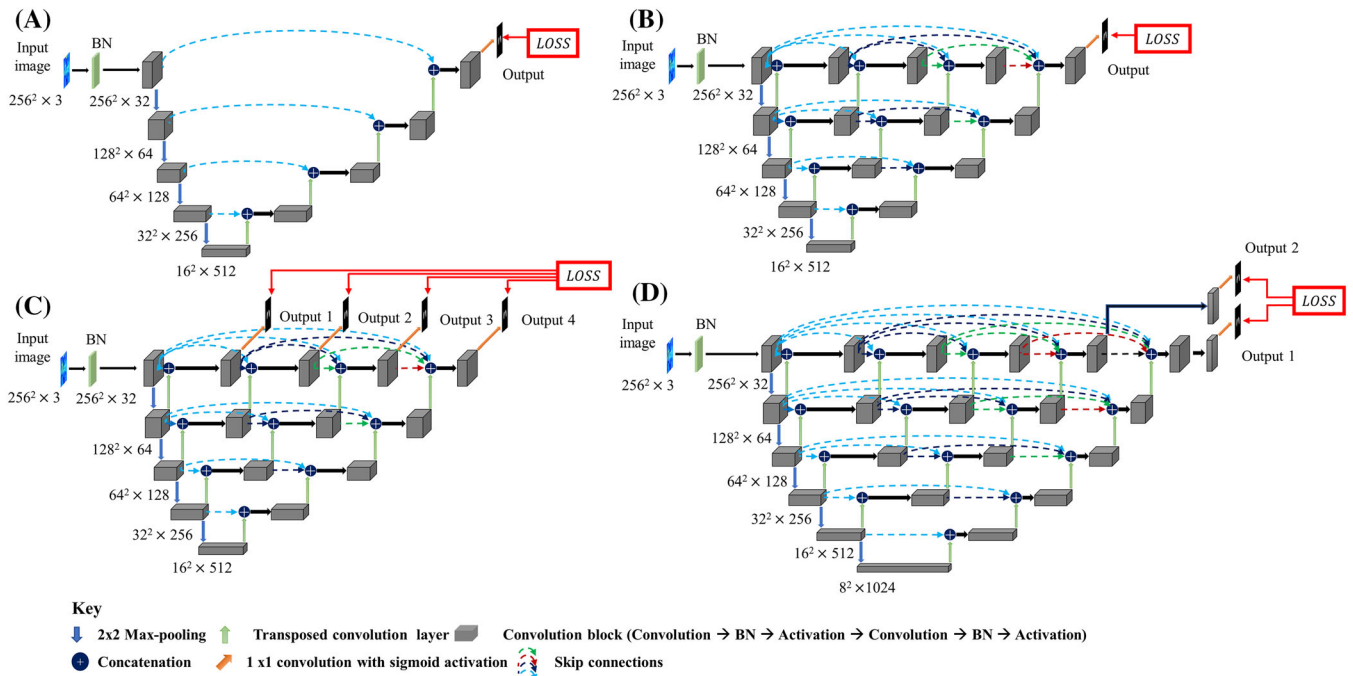 (A)
Input
image
BN
256² × 3
256² × 32
128² × 64
64² × 128
32² × 256
16² × 512
Output
LOSS
(B)
Input
image
BN
256² × 3
256² × 32
128² × 64
64² × 128
32² × 256
16² × 512
Output
LOSS
(C)
LOSS
Output 1
Output 2
Output 3
Output 4
Input
image
BN
256² × 3
256² × 32
128² × 64
64² × 128
32² × 256
16² × 512
(D)
Output 2
LOSS
Output 1
Input
image
BN
256² × 3
256² × 32
128² × 64
64² × 128
32² × 256
16² × 512
8² ×1024
Key
2x2 Max-pooling
Transposed convolution layer
Convolution block (Convolution → BN → Activation → Convolution → BN → Activation)
Concatenation
1 x1 convolution with sigmoid activation
Skip connections